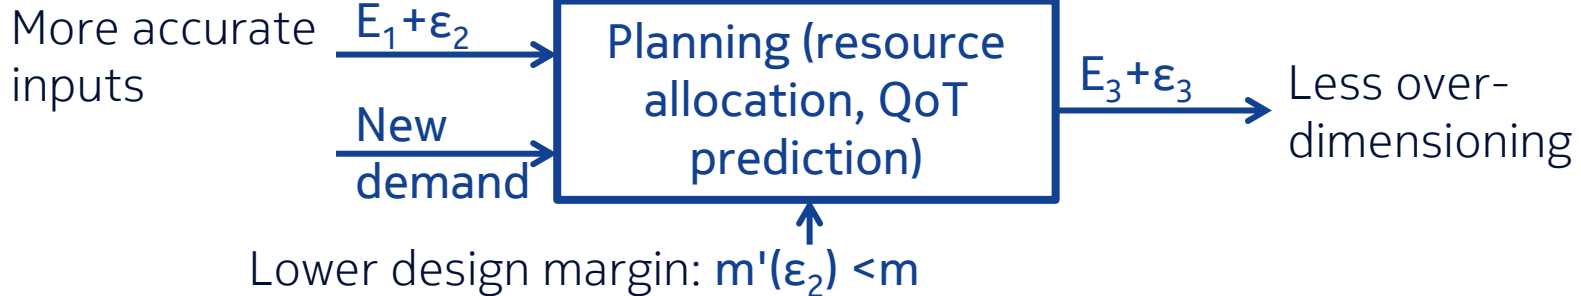 More accurate
inputs
E₁+ε₂
New
demand
Planning (resource
allocation, QoT
prediction)
E₃+ε₃
Less over-
dimensioning
Lower design margin: m'(ε₂) <m